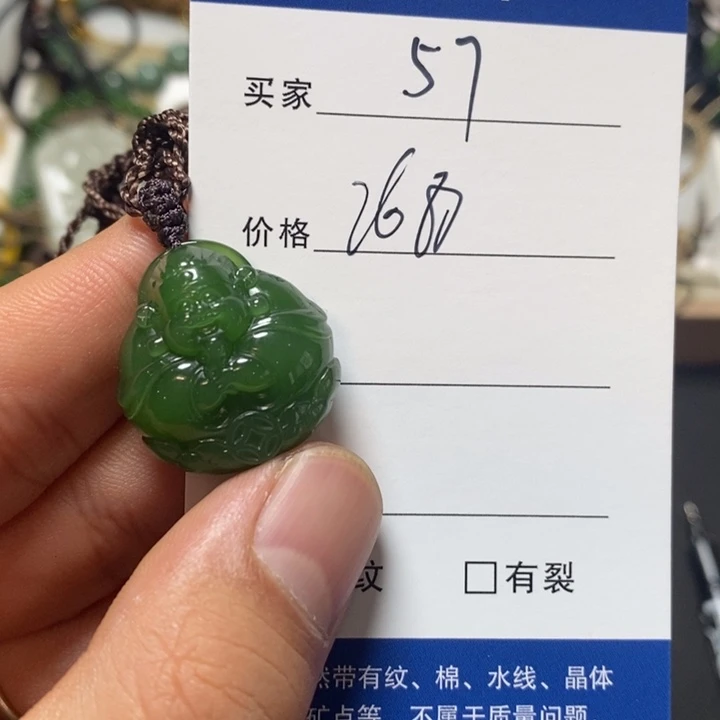 买家 57
价格
纹 □有裂
然带有纹、棉、水线、晶体
矿点等，不属于质量问题